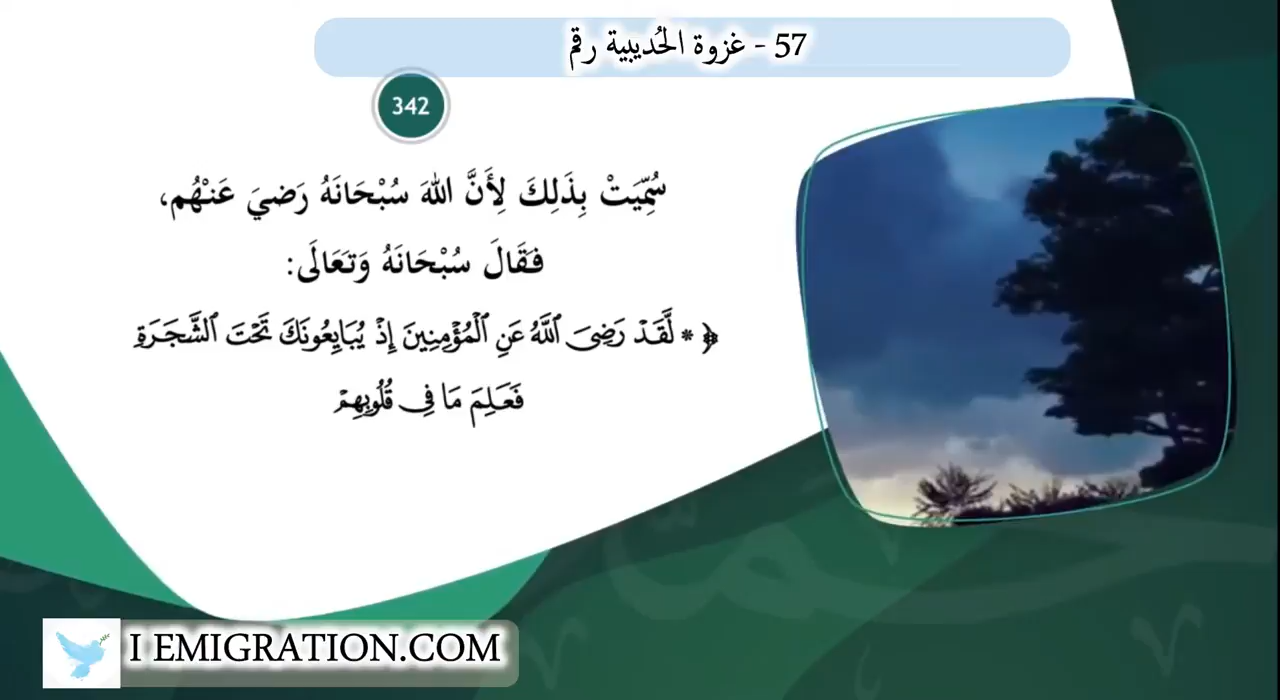 57 - غزوة الحُديبية رقم
342
سُمِّيَتْ بِذَلِكَ لِأَنَّ اللهَ سُبْحَانَهُ رَضيَ عَنْهُم،
فَقَالَ سُبْحَانَهُ وَتَعَالَى:
﴿ * لَّقَدۡ رَضِيَ ٱللَّهُ عَنِ ٱلۡمُؤۡمِنِينَ إِذۡ يُبَايِعُونَكَ تَحۡتَ ٱلشَّجَرَةِ
فَعَلِمَ مَا فِي قُلُوبِهِمۡ
I EMIGRATION.COM